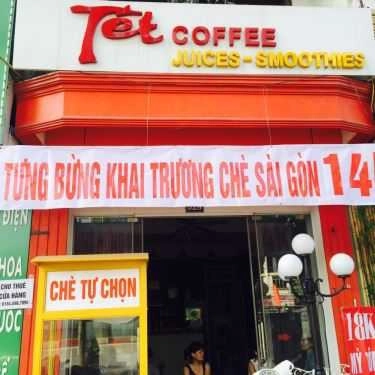 Tết COFFEE
JUICES - SMOOTHIES
TƯNG BỪNG KHAI TRƯƠNG CHÈ SÀI GÒN 14
ĐIỆN
HOA
CHO THUÊ
CỬA HÀNG
CHÈ TỰ CHỌN
18K
MỲ